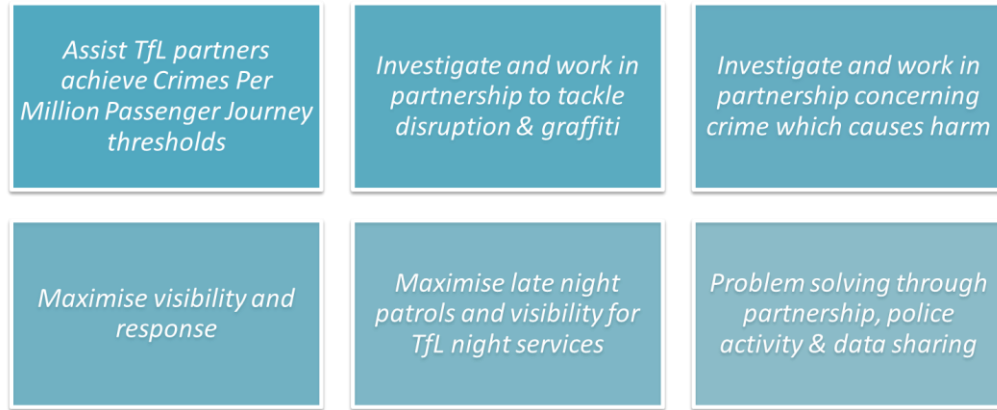 Assist TfL partners
achieve Crimes Per
Million Passenger Journey
thresholds
Investigate and work in
partnership to tackle
disruption & graffiti
Investigate and work in
partnership concerning
crime which causes harm
Maximise visibility and
response
Maximise late night
patrols and visibility for
TfL night services
Problem solving through
partnership, police
activity & data sharing